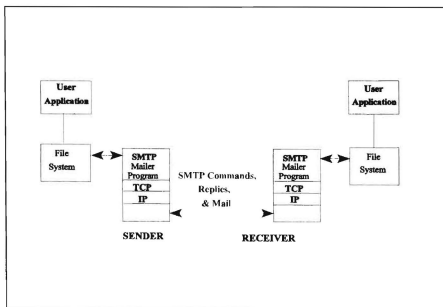 User
Application
File
System
SMTP
Mailer
Program
TCP
IP
SENDER
SMTP Commands,
Replies,
& Mail
SMTP
Mailer
Program
TCP
IP
RECEIVER
User
Application
File
System